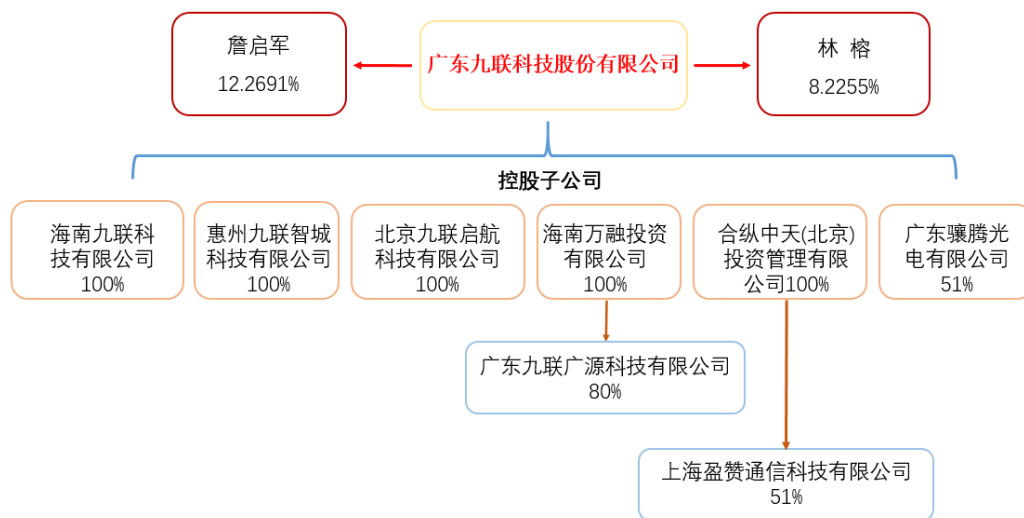 詹启军
12.2691%
广东九联科技股份有限公司
林 榕
8.2255%
控股子公司
海南九联科
技有限公司
100%
惠州九联智城
科技有限公司
100%
北京九联启航
科技有限公司
100%
海南万融投资
有限公司
100%
合纵中天(北京)
投资管理有限
公司100%
广东骧腾光
电有限公司
51%
广东九联广源科技有限公司
80%
上海盈赞通信科技有限公司
51%